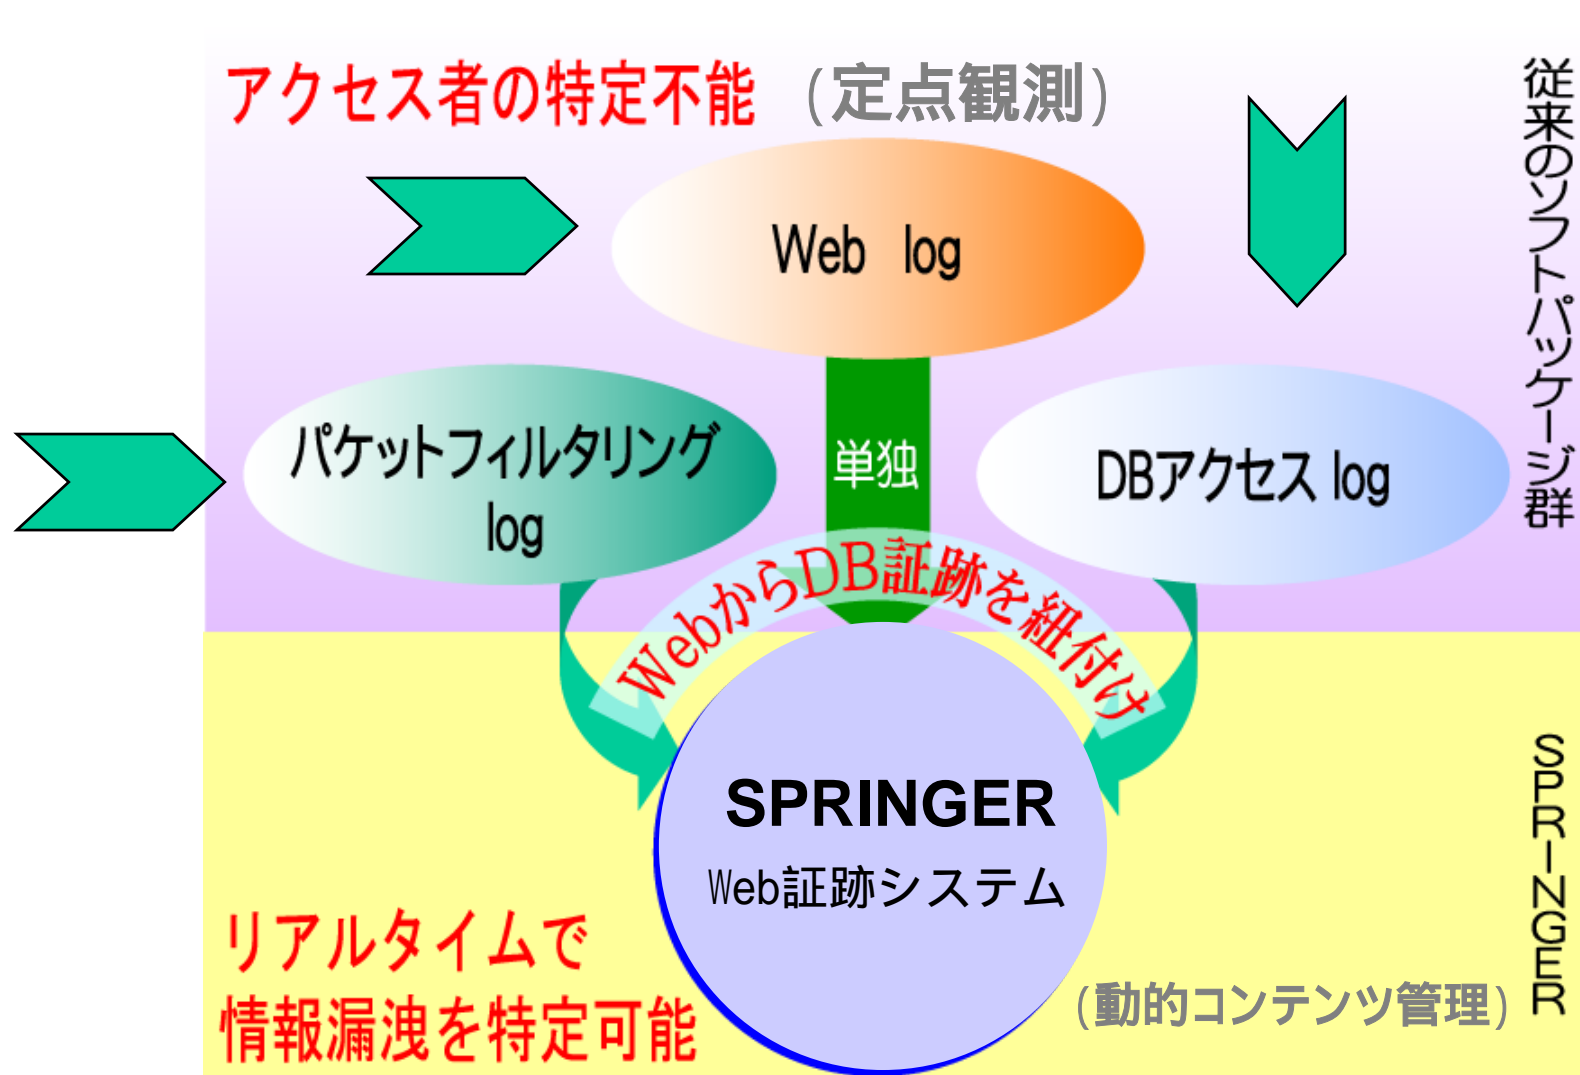 アクセス者の特定不能 (定点観測)
従来のソフトパッケージ群
Web log
パケットフィルタリング
log
単独
DBアクセス log
WebからDB証跡を紐付け
SPRINGER
Web証跡システム
SPRINGER
リアルタイムで
情報漏洩を特定可能
(動的コンテンツ管理)